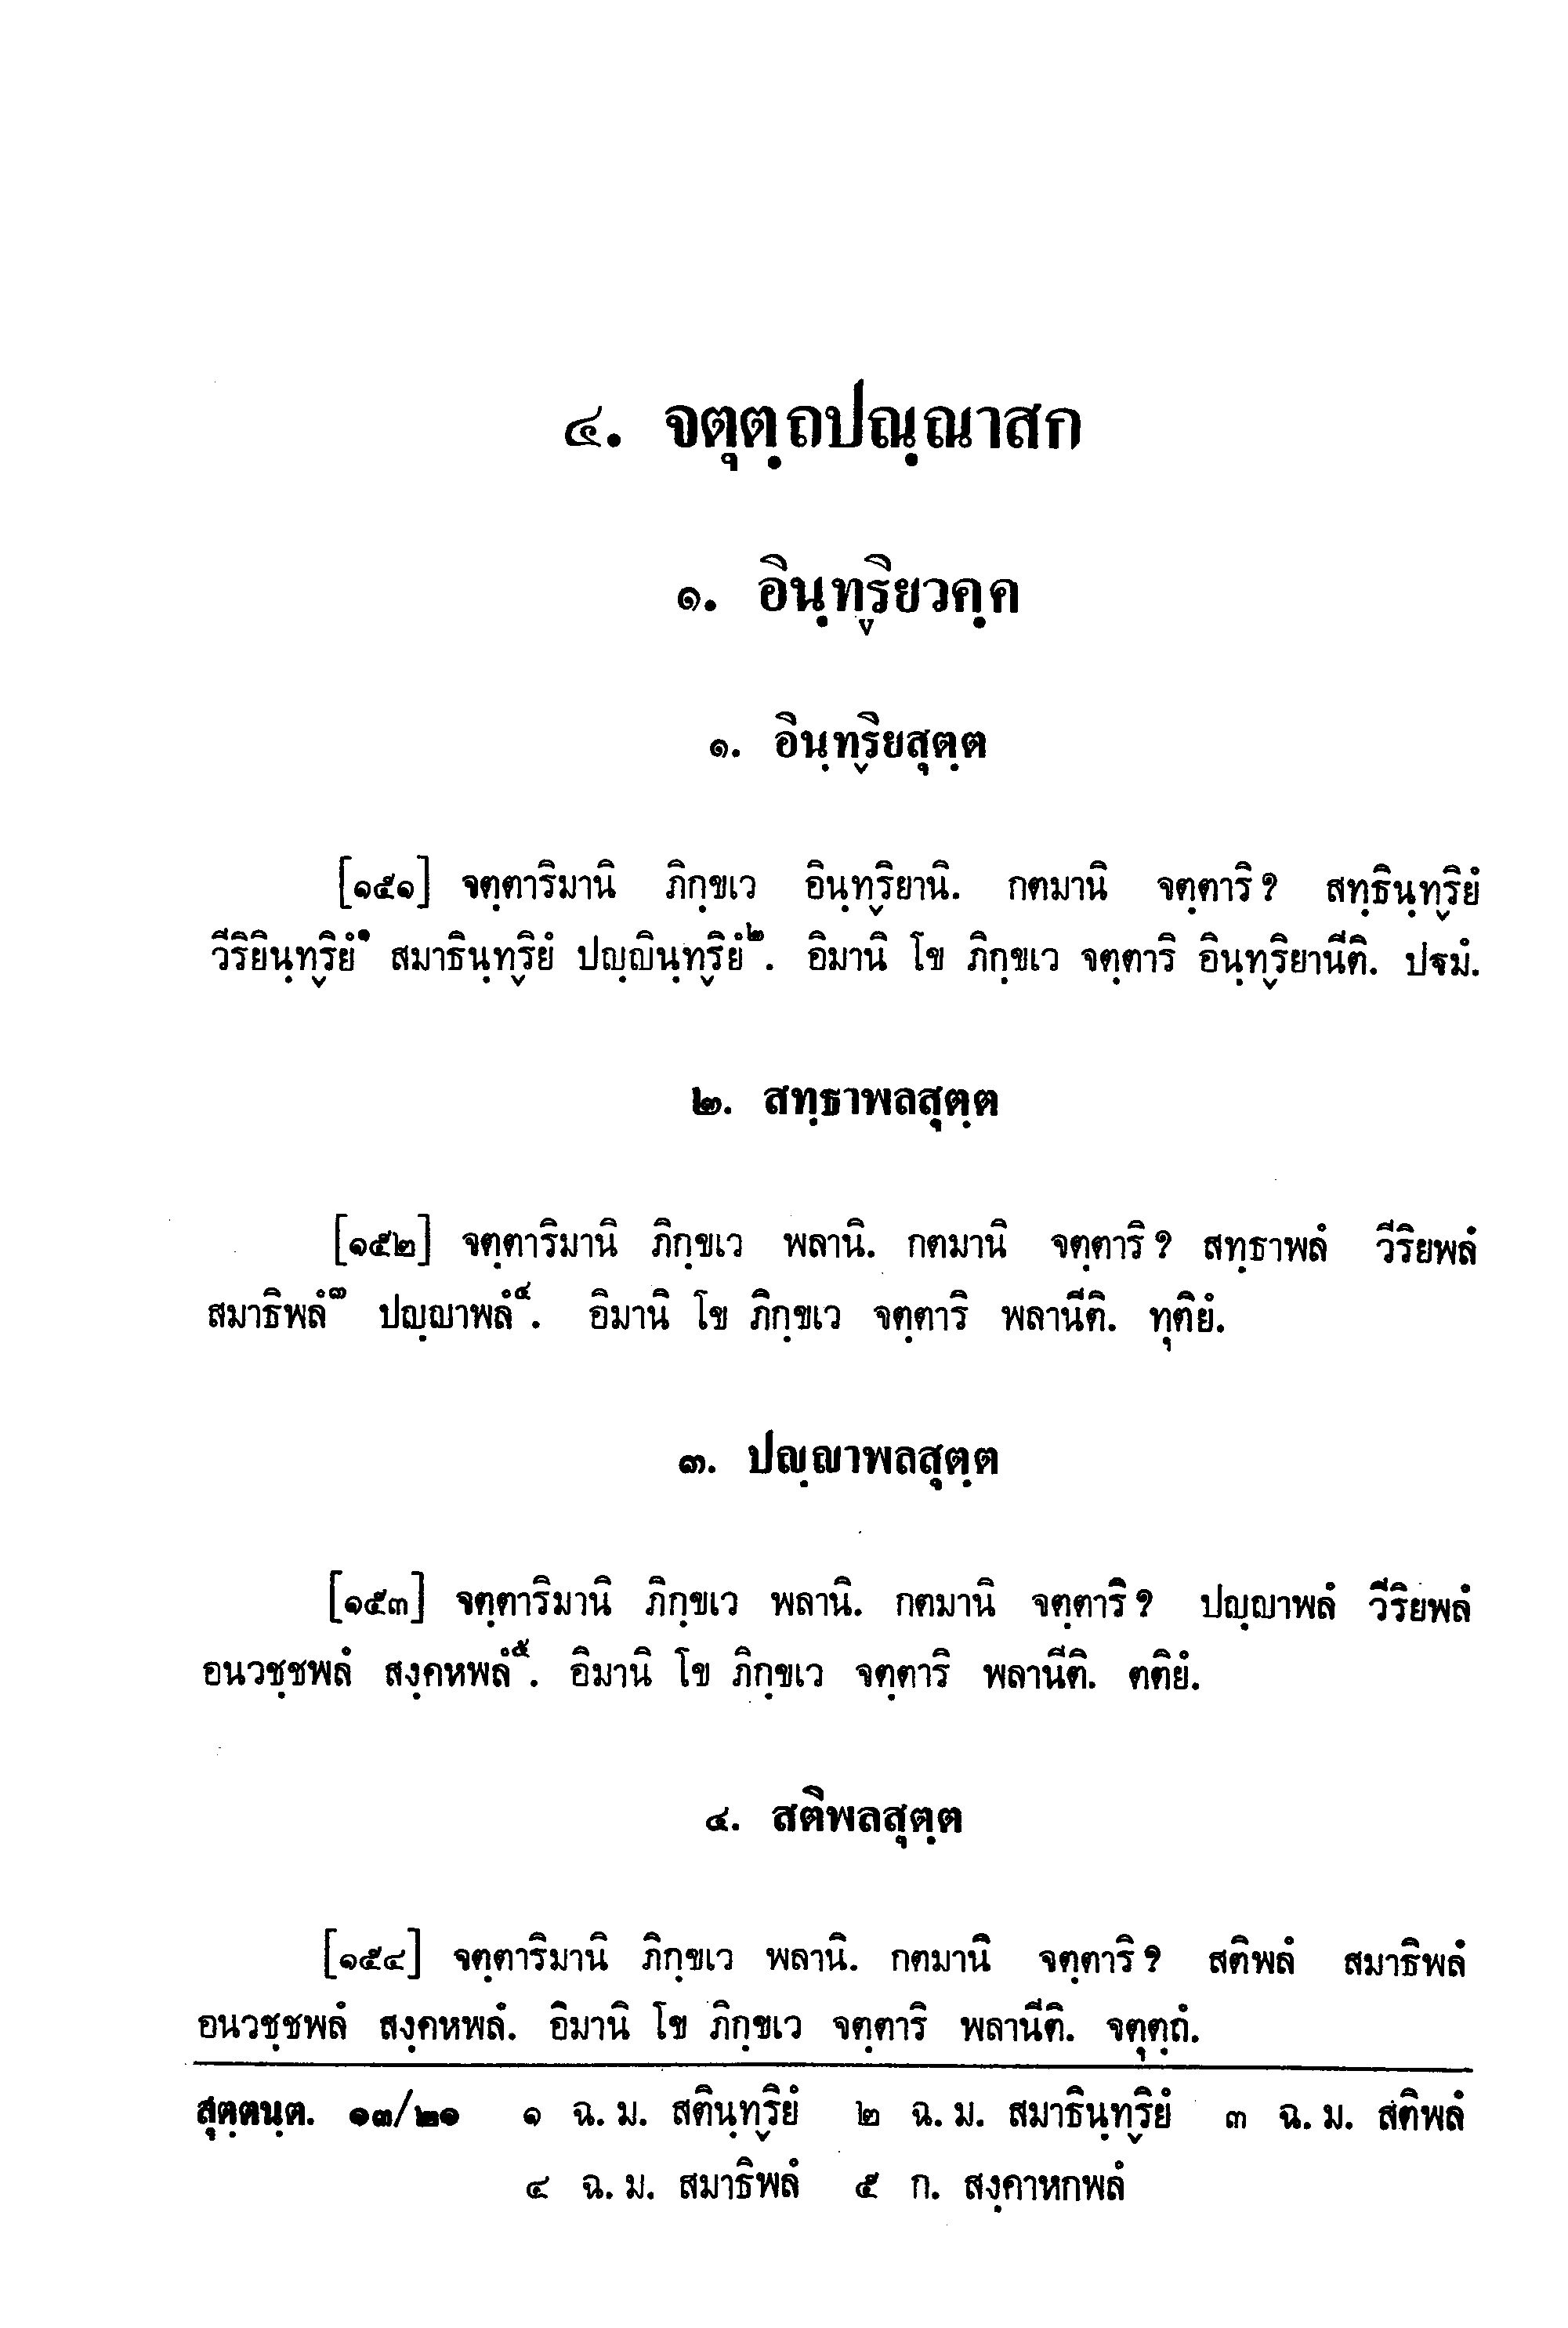 ๔. จตุตฺถปณฺณาสก
๑. อินฺทฺริยวคฺค
๑. อินฺทฺริยสุตฺต
[๑๕๑] จตฺตาริมานิ ภิกฺขเว อินฺทฺริยานิ. กตมานิ จตฺตาริ ? สทฺธินฺทฺริยํ
วีริยินฺทฺริยํ๑ สมาธินฺทฺริยํ ปญฺญินฺทฺริยํ๒. อิมานิ โข ภิกฺขเว จตฺตาริ อินฺทฺริยานีติ. ปฐมํ.
๒. สทฺธาพลสุตฺต
[๑๕๒] จตฺตาริมานิ ภิกฺขเว พลานิ. กตมานิ จตฺตาริ ? สทฺธาพลํ วีริยพลํ
สมาธิพลํ๓ ปญฺญาพลํ๔. อิมานิ โข ภิกฺขเว จตฺตาริ พลานีติ. ทุติยํ.
๓. ปญฺญาพลสุตฺต
[๑๕๓] จตฺตาริมานิ ภิกฺขเว พลานิ. กตมานิ จตฺตาริ ? ปญฺญาพลํ วีริยพลํ
อนวชฺชพลํ สงฺคหพลํ๕. อิมานิ โข ภิกฺขเว จตฺตาริ พลานีติ. ตติยํ.
๔. สติพลสุตฺต
[๑๕๔] จตฺตาริมานิ ภิกฺขเว พลานิ. กตมานิ จตฺตาริ ? สติพลํ สมาธิพลํ
อนวชฺชพลํ สงฺคหพลํ. อิมานิ โข ภิกฺขเว จตฺตาริ พลานีติ. จตุตฺถํ.
สุตฺตนฺต. ๑๓/๒๑ ๑ ฉ. ม. สตินฺทฺริยํ ๒ ฉ. ม. สมาธินฺทฺริยํ ๓ ฉ. ม. สติพลํ
๔ ฉ. ม. สมาธิพลํ ๕ ก. สงฺคาหกพลํ